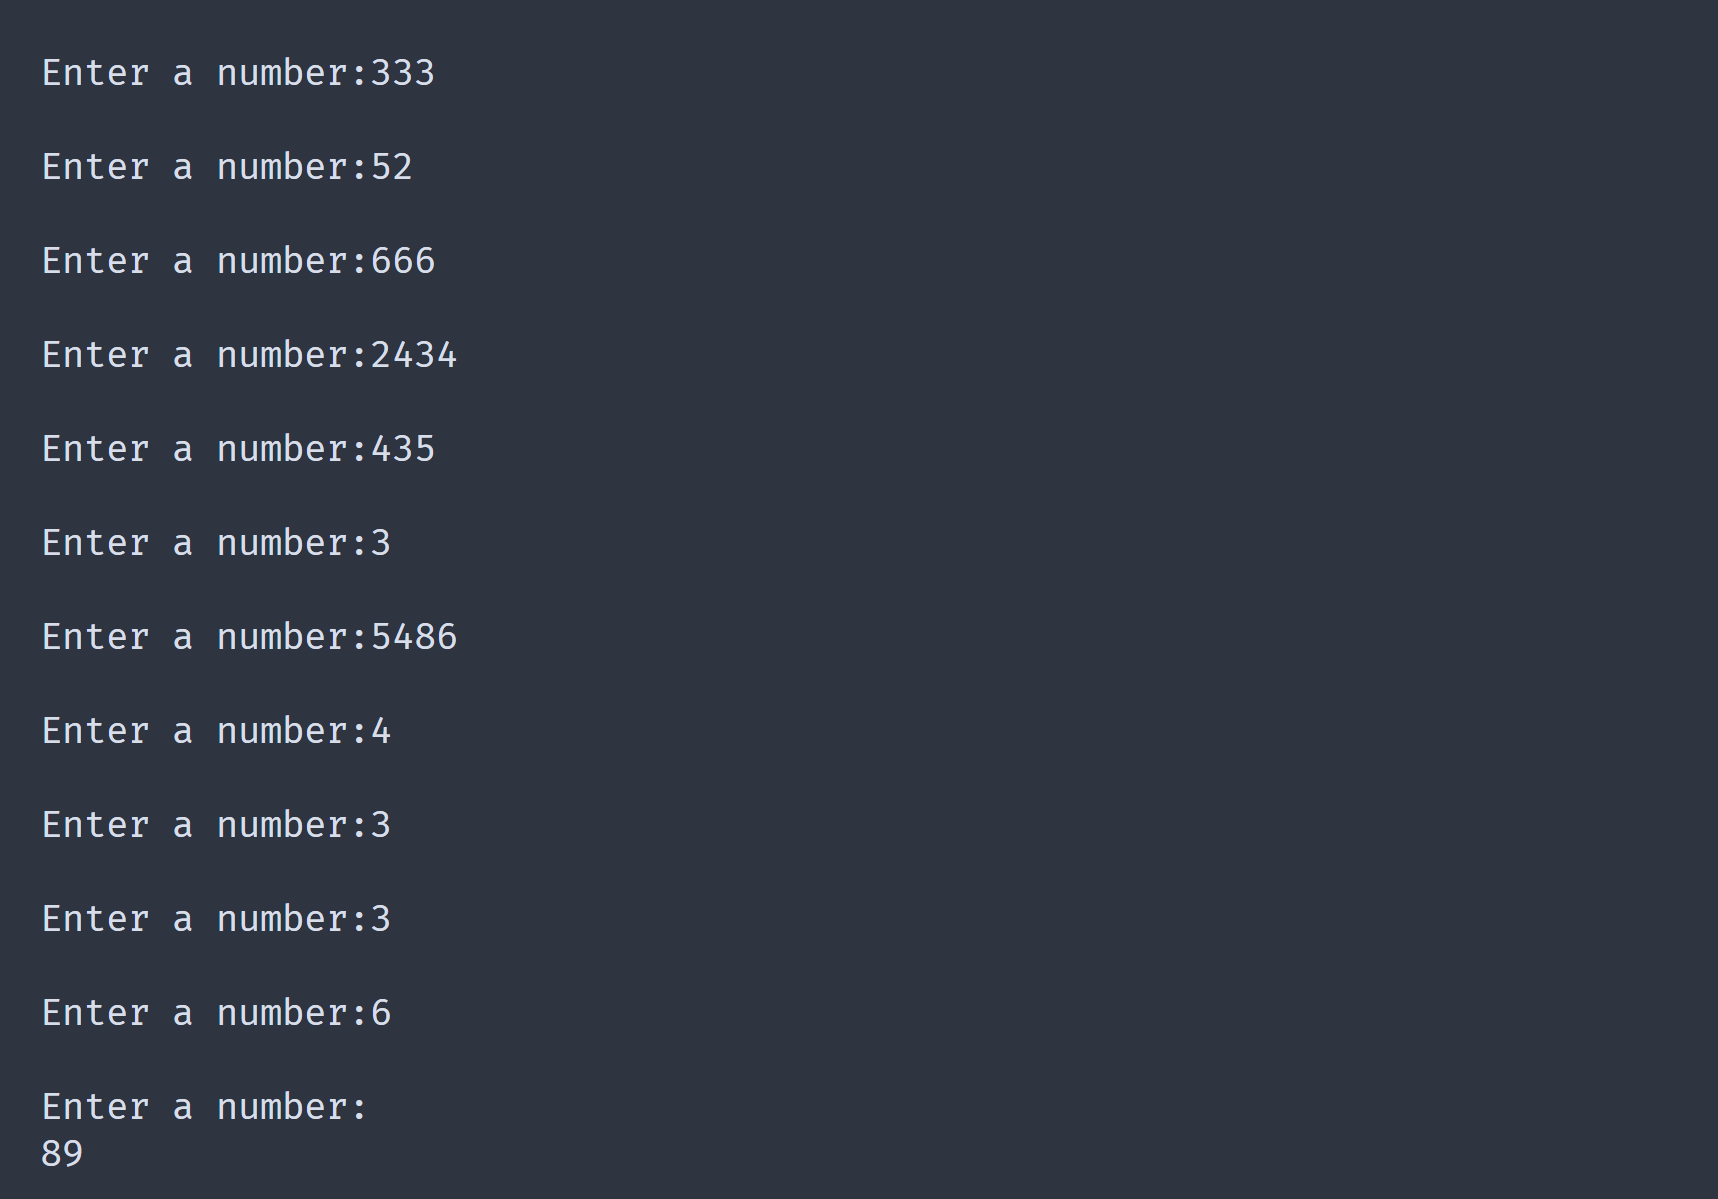 Enter a number:333
Enter a number:52
Enter a number:666
Enter a number:2434
Enter a number:435
Enter a number:3
Enter a number:5486
Enter a number:4
Enter a number:3
Enter a number:3
Enter a number:6
Enter a number:
89